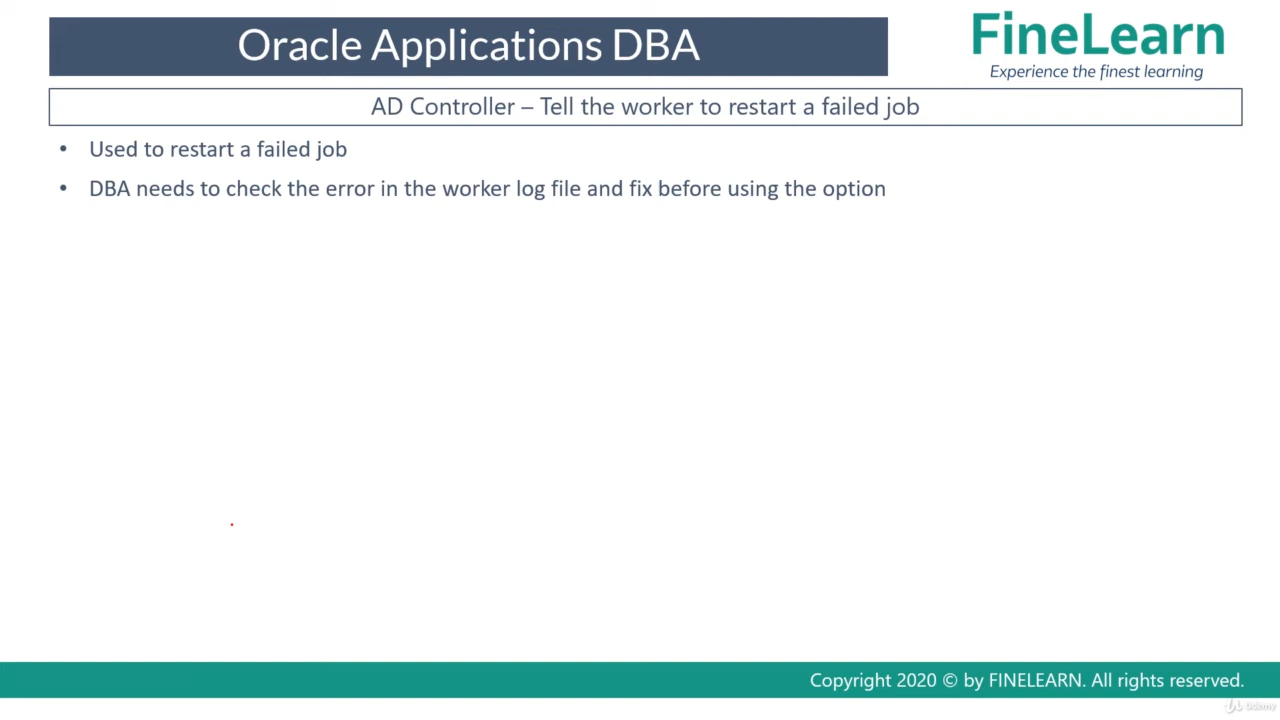 Oracle Applications DBA
FineLearn
Experience the finest learning
AD Controller – Tell the worker to restart a failed job
• Used to restart a failed job
• DBA needs to check the error in the worker log file and fix before using the option
Copyright 2020 © by FINELEARN. All rights reserved.
Udemy